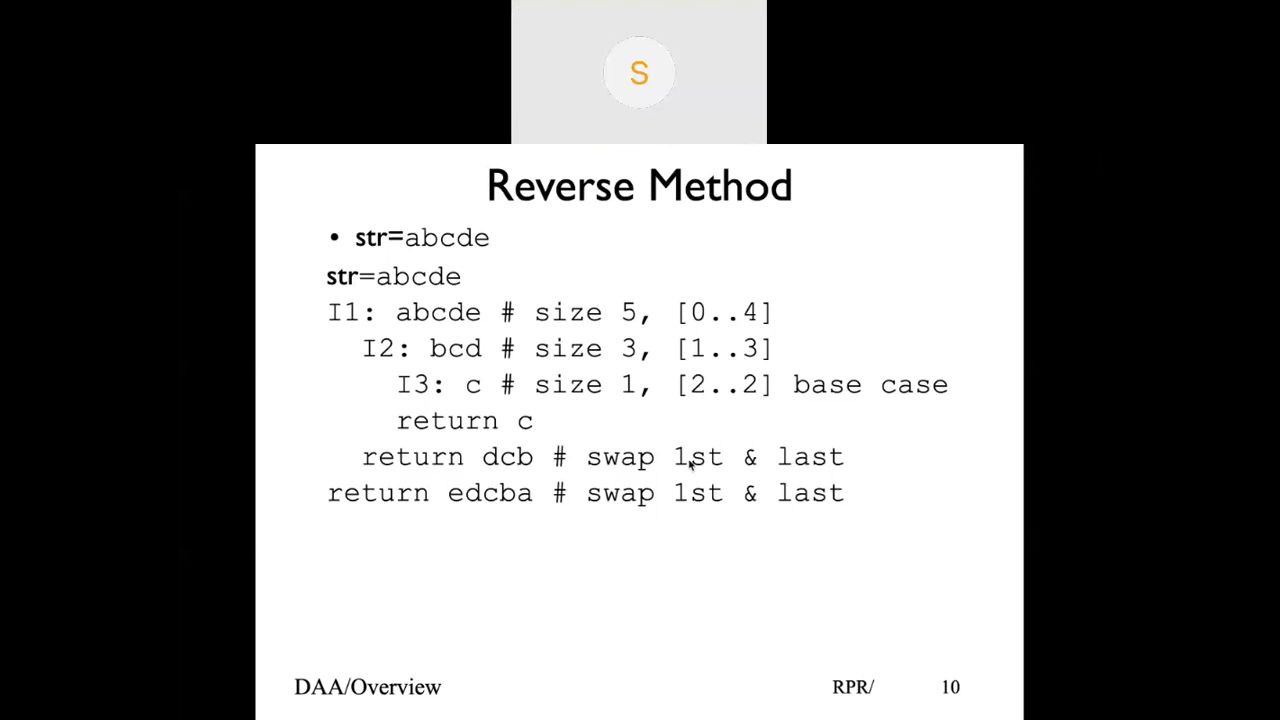 S
Reverse Method
• str=abcde
str=abcde
I1: abcde # size 5, [0..4]
I2: bcd # size 3, [1..3]
I3: c # size 1, [2..2] base case
return c
return dcb # swap 1st & last
return edcba # swap 1st & last
DAA/Overview RPR/ 10